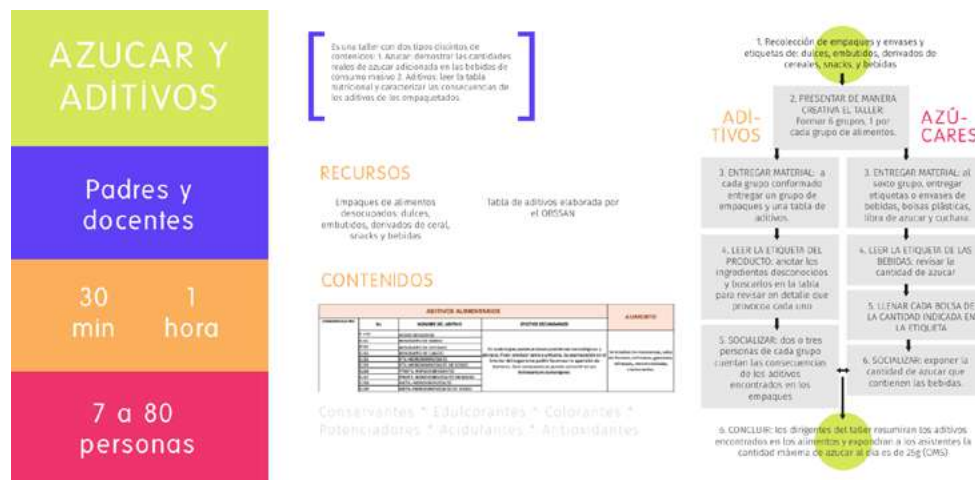 AZUCAR Y
ADITIVOS
Padres y
docentes
30
min
1
hora
7 a 80
personas
Es una taller con dos tipos distintos de
contenidos: 1. Azucar: demostrar las cantidades
reales de azucar adicionada en las bebidas de
consumo masivo 2. Aditivos: leer la tabla
nutricional y caracterizar las consecuencias de
los aditivos de los empaquetados.
RECURSOS
Empaques de alimentos
desocupados: dulces,
embutidos, derivados de ceral,
snacks y bebidas
Tabla de aditivos elaborada por
el OBSSAN
CONTENIDOS
ADITIVOS ALIMENTARIOS
ALIMENTO
NOMBRE DEL ADITIVO
EFECTOS SECUNDARIOS
Conservantes * Edulcorantes * Colorantes *
Potenciadores * Acidulantes * Antioxidantes
1. Recolección de empaques y envases y
etiquetas de: dulces, embutidos, derivados de
cereales, snacks, y bebidas
2. PRESENTAR DE MANERA
CREATIVA EL TALLER:
Formar 6 grupos, 1 por
cada grupo de alimentos.
ADI-
TIVOS
AZÚ-
CARES
3. ENTREGAR MATERIAL: a
cada grupo conformado
entregar un grupo de
empaques y una tabla de
aditivos.
4. LEER LA ETIQUETA DEL
PRODUCTO: anotar los
ingredientes desconocidos
y buscarlos en la tabla
para revisar en detalle que
provocada cada uno
5. SOCIALIZAR: dos o tres
personas de cada grupo
cuentan las consecuencias
de los aditivos
encontrados en los
empaques
3. ENTREGAR MATERIAL: al
sexto grupo, entregar
etiquetas o envases de
bebidas, bolsas plásticas,
libra de azucar y cuchara.
4. LEER LA ETIQUETA DE LAS
BEBIDAS: revisar la
cantidad de azucar
5. LLENAR CADA BOLSA DE
LA CANTIDAD INDICADA EN
LA ETIQUETA
6. SOCIALIZAR: exponer la
cantidad de azucar que
contienen las bebidas.
6. CONCLUIR: los dirigentes del taller resumiran los aditivos
encontrados en los alimentos y expondran a los asistentes la
cantidad máxima de azucar al dia es de 25g (OMS)